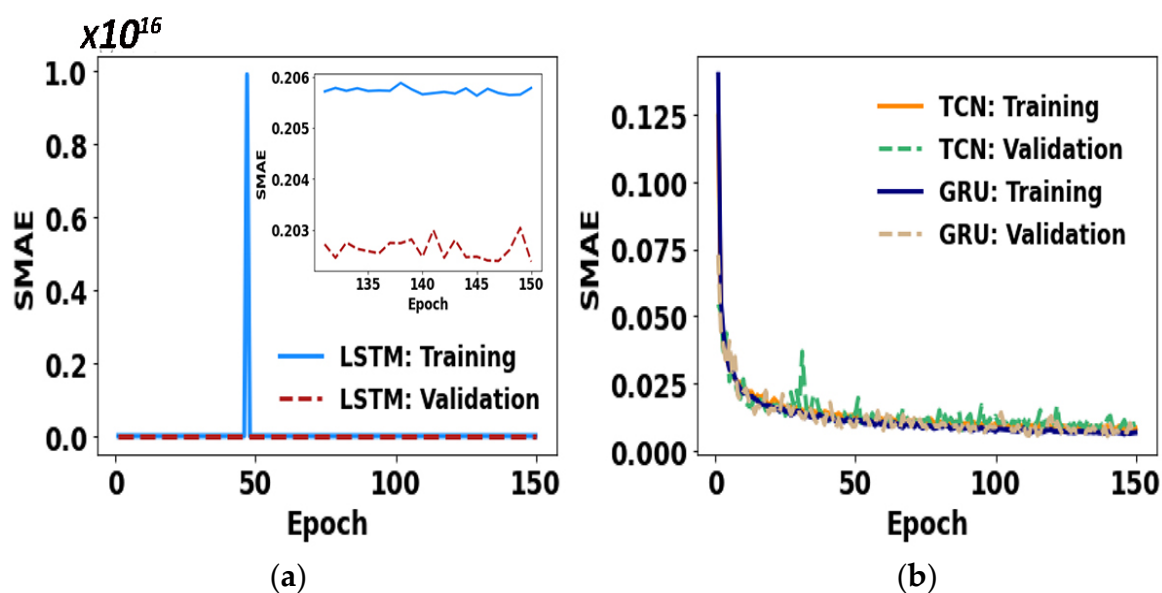 x10^16
1.0
0.8
0.6
0.4
0.2
0.0
SMAE
0 50 100 150
Epoch
0.206
0.205
0.204
0.203
SMAE
135 140 145 150
Epoch
LSTM: Training
LSTM: Validation
(a)
0.125
0.100
0.075
0.050
0.025
0.000
SMAE
0 50 100 150
Epoch
TCN: Training
TCN: Validation
GRU: Training
GRU: Validation
(b)